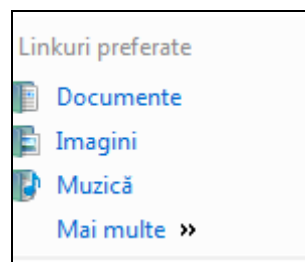 Linkuri preferate
Documente
Imagini
Muzică
Mai multe »